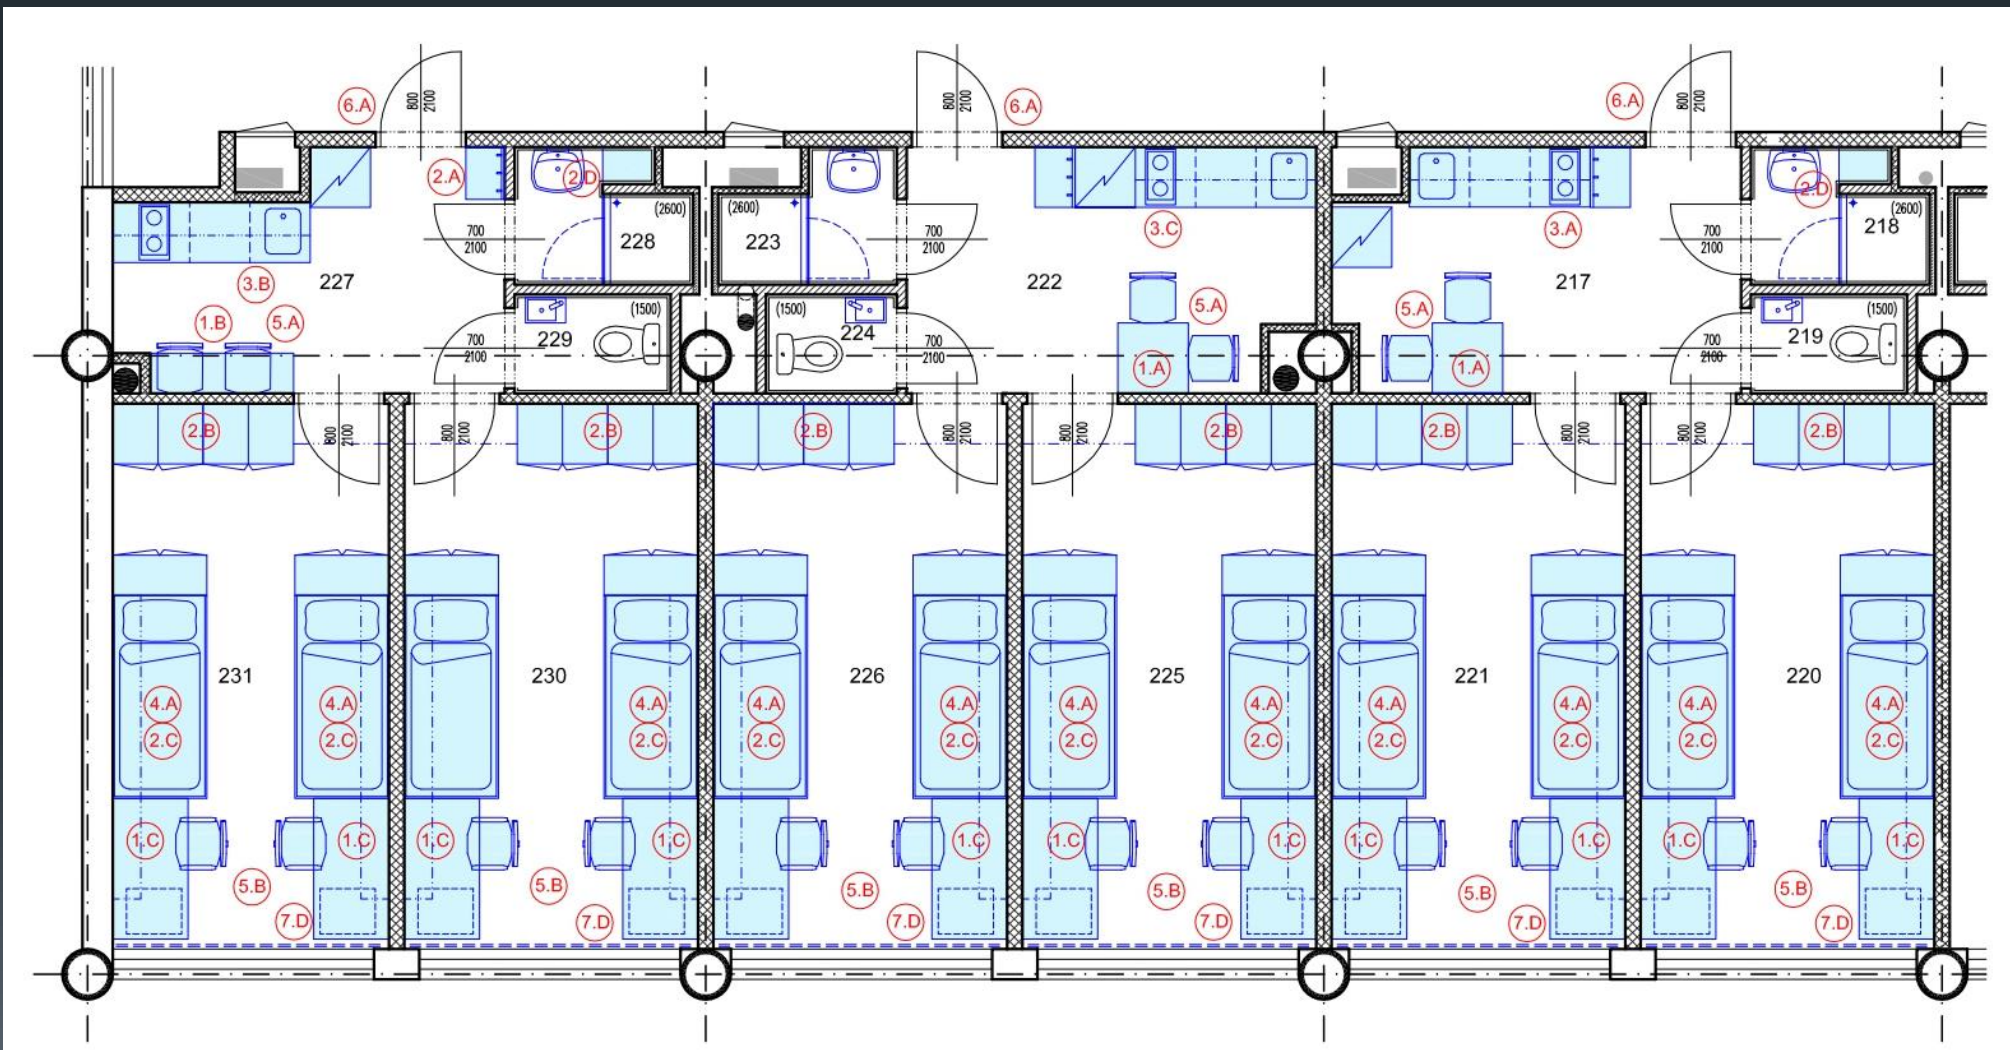 6.A
800
2100
800
2100
6.A
6.A
800
2100
2.A
2.D
3.C
3.A
2.D
(2600)
(2600)
(2600)
700
2100
228
223
700
2100
700
2100
218
227
3.B
222
217
1.B
5.A
5.A
5.A
(1500)
(1500)
(1500)
700
2100
229
224
700
2100
700
2100
219
1.A
1.A
2.B
800
2100
800
2100
2.B
2.B
800
2100
800
2100
2.B
2.B
800
2100
800
2100
2.B
231
230
226
225
221
220
4.A
4.A
4.A
4.A
4.A
4.A
4.A
4.A
4.A
4.A
4.A
2.C
2.C
2.C
2.C
2.C
2.C
2.C
2.C
2.C
2.C
2.C
1.C
1.C
1.C
1.C
1.C
1.C
1.C
1.C
1.C
1.C
1.C
5.B
5.B
5.B
5.B
5.B
5.B
7.D
7.D
7.D
7.D
7.D
7.D